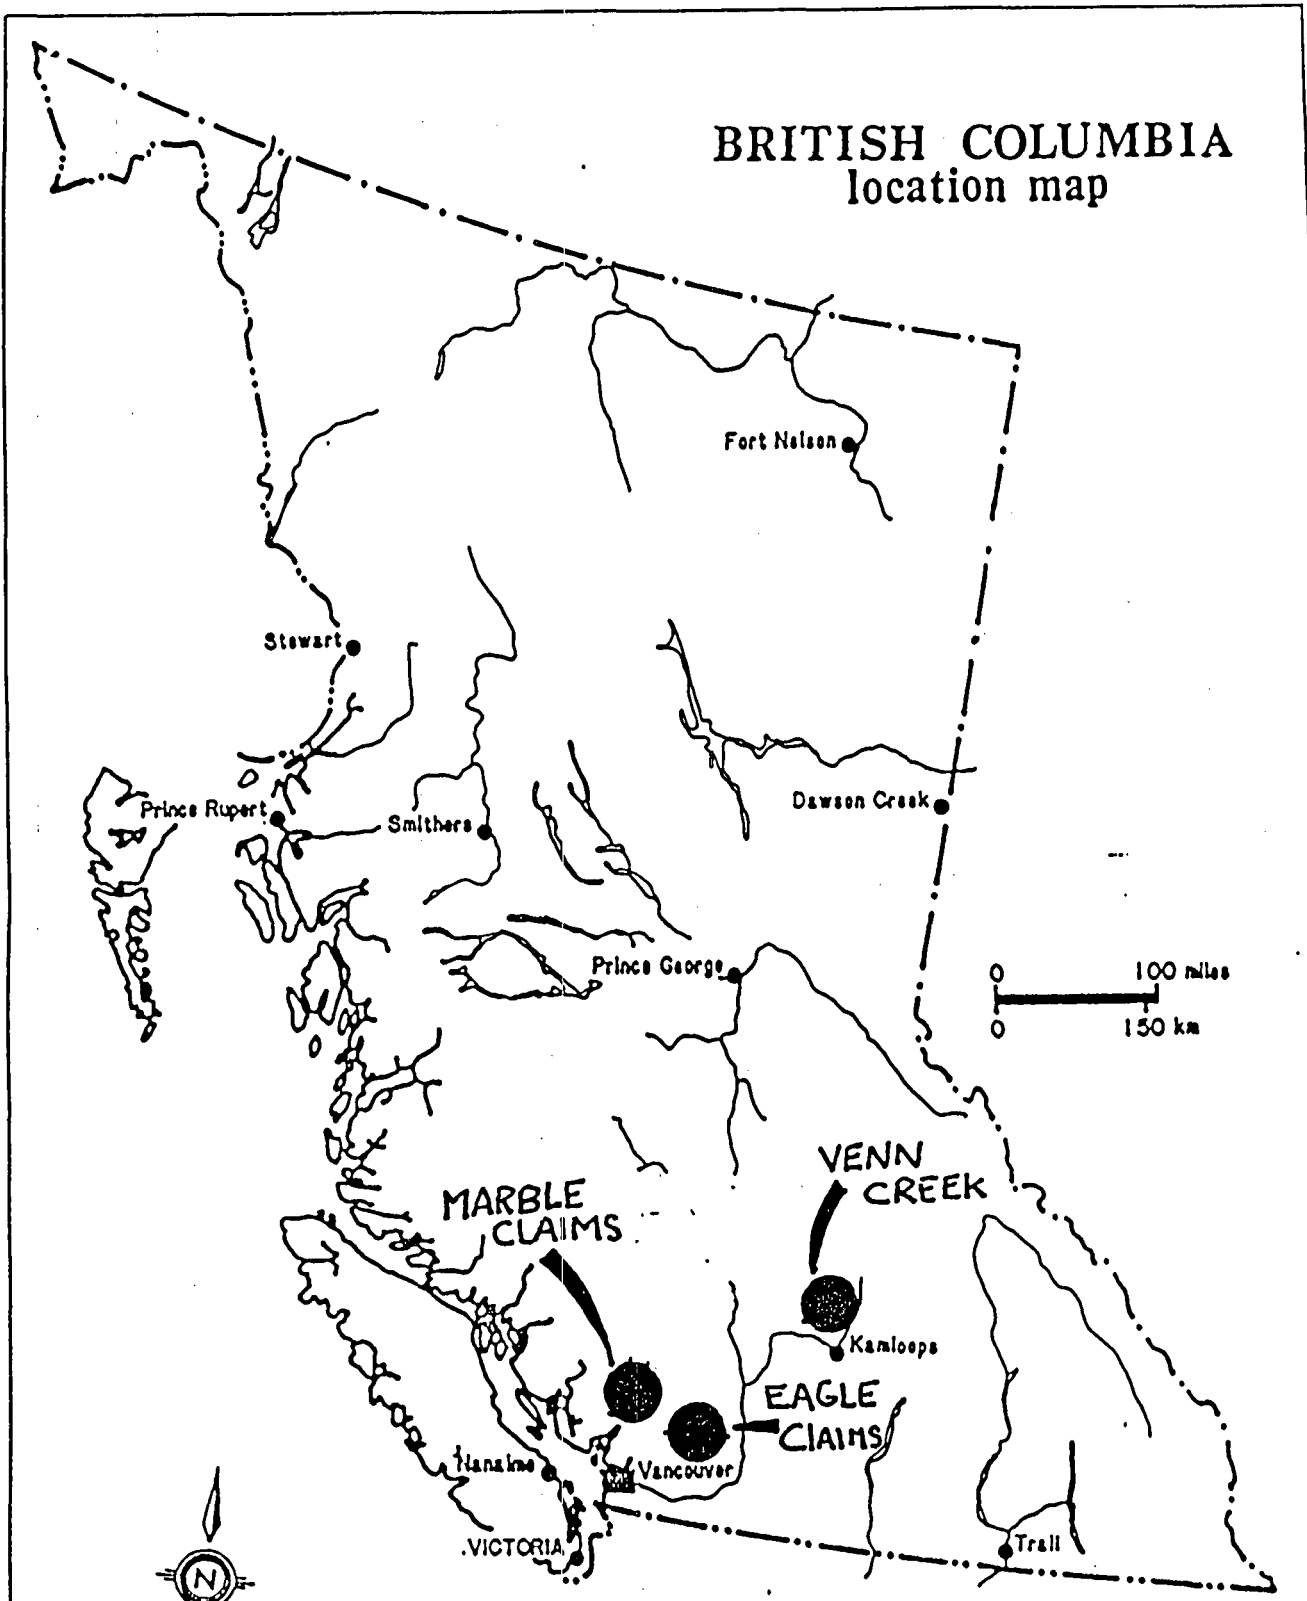 BRITISH COLUMBIA
location map
Fort Nelson
Stewart
Prince Rupert
Smithers
Dawson Creek
Prince George
0 100 miles
0 150 km
VENN
CREEK
MARBLE
CLAIMS
Kamloops
EAGLE
CLAIMS
Nanaimo
Vancouver
.VICTORIA
Trail
N